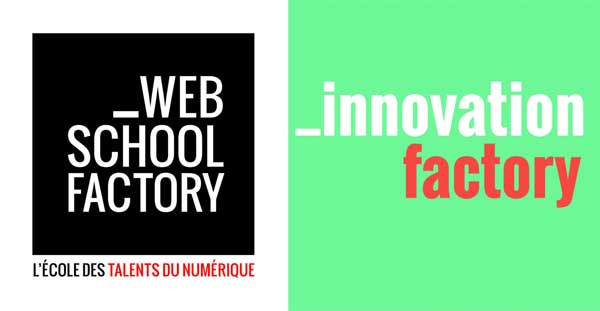 _WEB
SCHOOL
FACTORY
L'ÉCOLE DES TALENTS DU NUMÉRIQUE
_innovation
factory